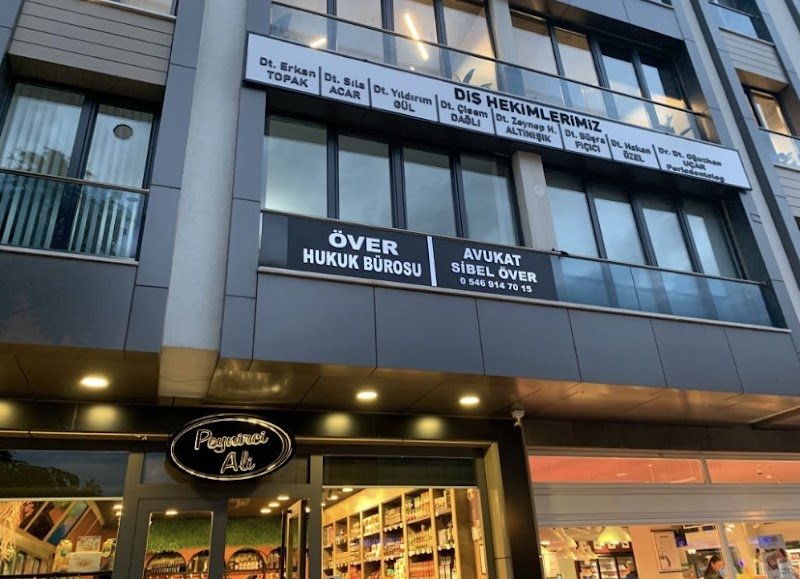 DİŞ HEKİMLERİMİZ
Dt. Erkan
TOPAK
Dt. Sıla
ACAR
Dt. Yıldırım
GÜL
Dt. Çisem
DAĞLI
Dt. Zeynep H.
ALTINIŞIK
Dt. Büşra
FIÇICI
Dt. Hakan
ÖZEL
Dr. Dt. Oğuzhan
UÇAR
Periodontolog
ÖVER
HUKUK BÜROSU
AVUKAT
SİBEL ÖVER
0 546 914 70 15
Peynirci
Ali